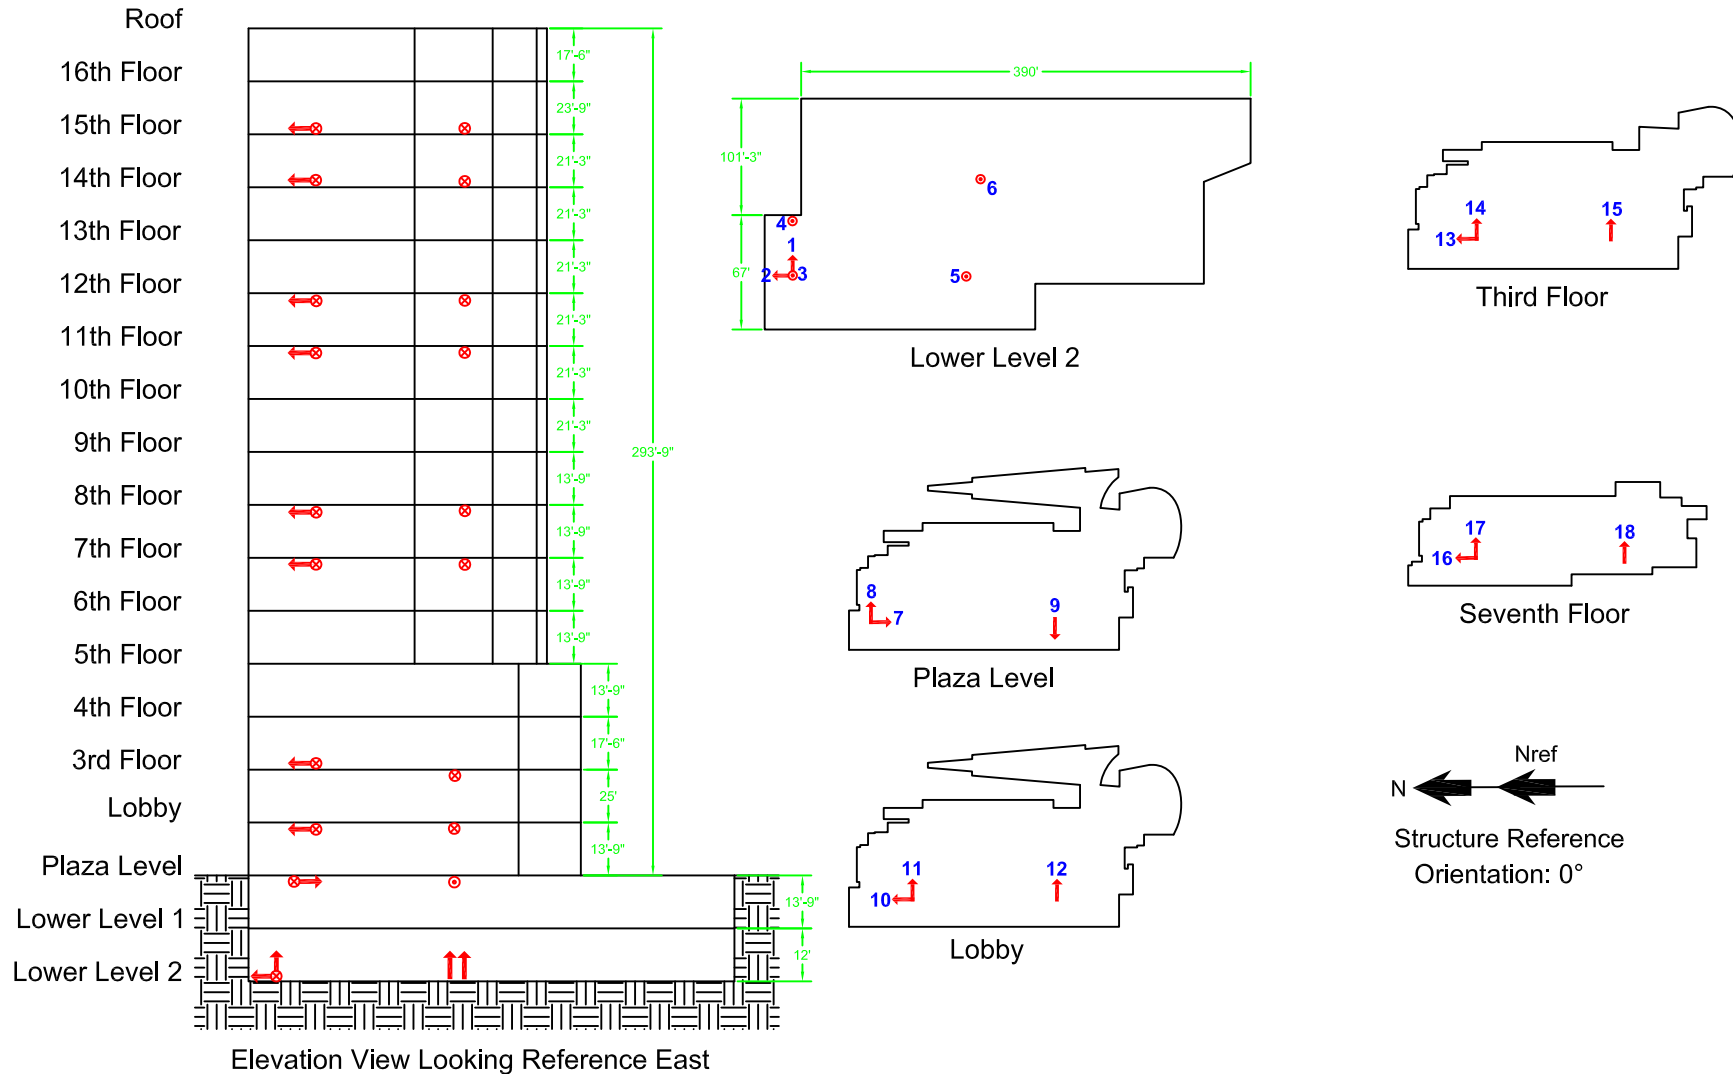 Roof
16th Floor
15th Floor
14th Floor
13th Floor
12th Floor
11th Floor
10th Floor
9th Floor
8th Floor
7th Floor
6th Floor
5th Floor
4th Floor
3rd Floor
Lobby
Plaza Level
Lower Level 1
Lower Level 2
17'-6"
23'-9"
21'-3"
21'-3"
21'-3"
21'-3"
21'-3"
21'-3"
13'-9"
13'-9"
13'-9"
13'-9"
13'-9"
17'-6"
25'
13'-9"
13'-9"
12'
293'-9"
Elevation View Looking Reference East
390'
101'-3"
67'
6
4
1
2
3
5
Lower Level 2
8
7
9
Plaza Level
11
10
12
Lobby
14
13
15
Third Floor
17
16
18
Seventh Floor
Nref
N
Structure Reference
Orientation: 0°